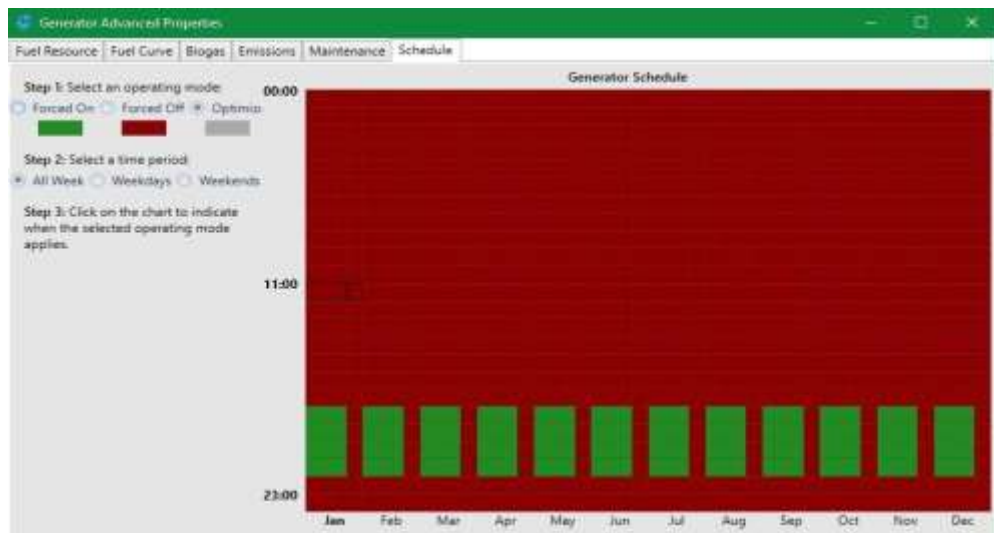 Generator Advanced Properties
Fuel Resource Fuel Curve Biogas Emissions Maintenance Schedule
Generator Schedule
Step 1: Select an operating mode:
Forced On Forced Off Optimiz
Step 2: Select a time period:
All Week Weekdays Weekends
Step 3: Click on the chart to indicate
when the selected operating mode
applies.
00:00
11:00
23:00
Jan Feb Mar Apr May Jun Jul Aug Sep Oct Nov Dec